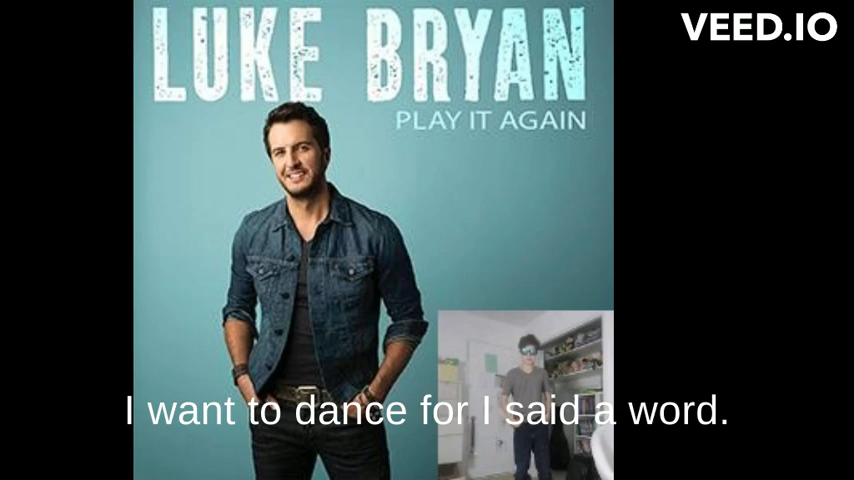 VEED.IO
LUKE BRYAN
PLAY IT AGAIN
I want to dance for I said a word.